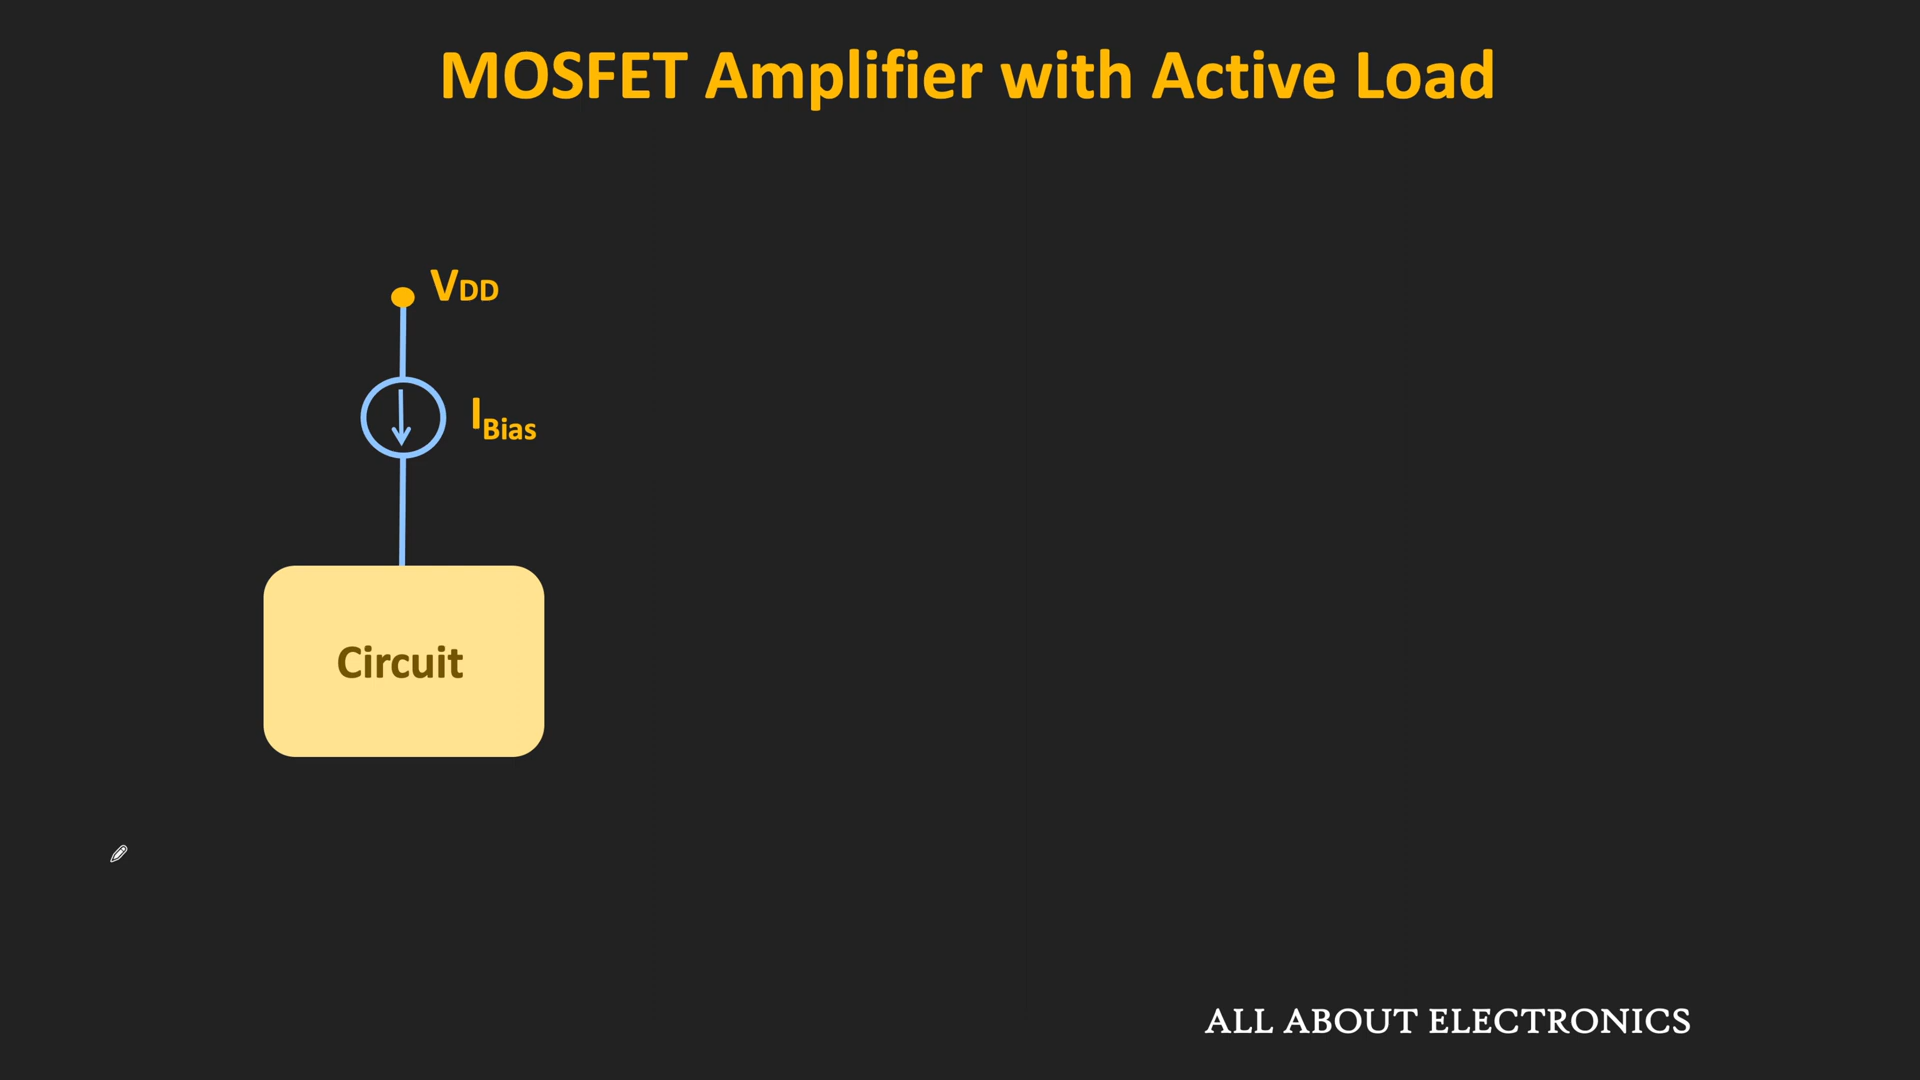 MOSFET Amplifier with Active Load
VDD
IBias
Circuit
ALL ABOUT ELECTRONICS